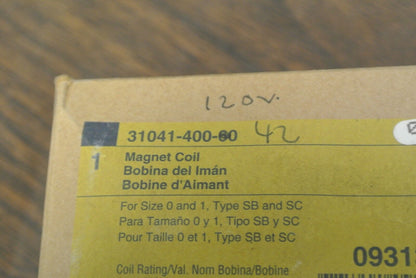 120V.
31041-400-60 42
1 Magnet Coil
Bobina del Imán
Bobine d'Aimant
For Size 0 and 1, Type SB and SC
Para Tamaño 0 y 1, Tipo SB y SC
Pour Taille 0 et 1, Type SB et SC
Coil Rating/Val. Nom Bobina/Bobine
0931